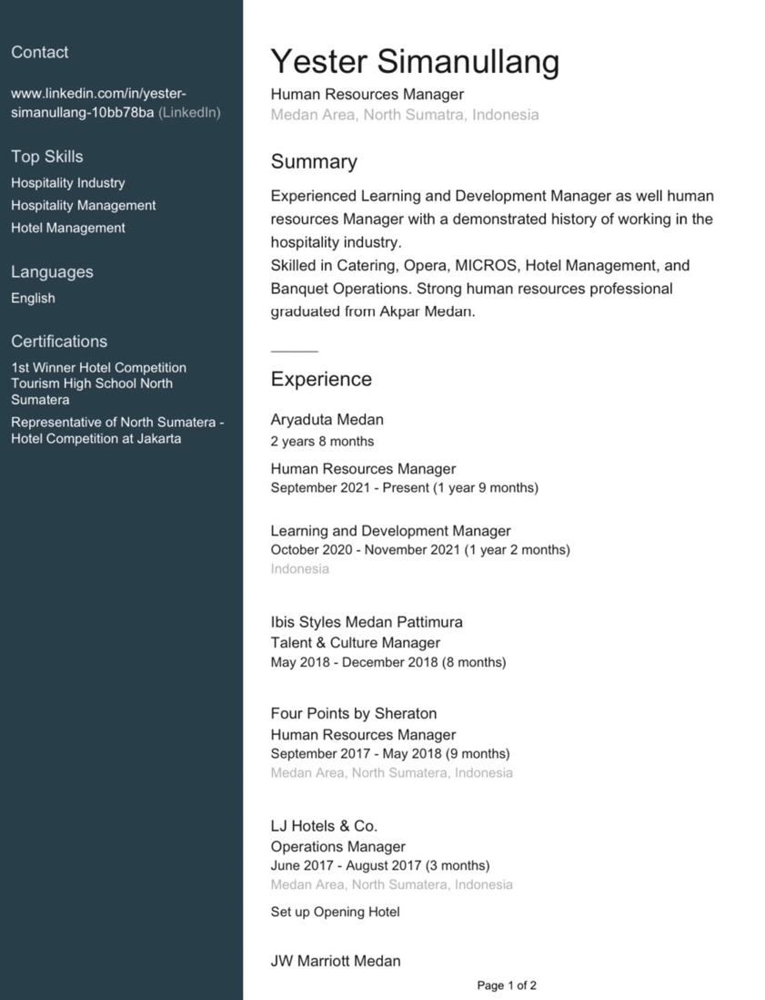 Contact
www.linkedin.com/in/yester-
simanullang-10bb78ba (LinkedIn)
Top Skills
Hospitality Industry
Hospitality Management
Hotel Management
Languages
English
Certifications
1st Winner Hotel Competition
Tourism High School North
Sumatera
Representative of North Sumatera -
Hotel Competition at Jakarta
Yester Simanullang
Human Resources Manager
Medan Area, North Sumatra, Indonesia
Summary
Experienced Learning and Development Manager as well human
resources Manager with a demonstrated history of working in the
hospitality industry.
Skilled in Catering, Opera, MICROS, Hotel Management, and
Banquet Operations. Strong human resources professional
graduated from Akpar Medan.
Experience
Aryaduta Medan
2 years 8 months
Human Resources Manager
September 2021 - Present (1 year 9 months)
Learning and Development Manager
October 2020 - November 2021 (1 year 2 months)
Indonesia
Ibis Styles Medan Pattimura
Talent & Culture Manager
May 2018 - December 2018 (8 months)
Four Points by Sheraton
Human Resources Manager
September 2017 - May 2018 (9 months)
Medan Area, North Sumatera, Indonesia
LJ Hotels & Co.
Operations Manager
June 2017 - August 2017 (3 months)
Medan Area, North Sumatera, Indonesia
Set up Opening Hotel
JW Marriott Medan
Page 1 of 2